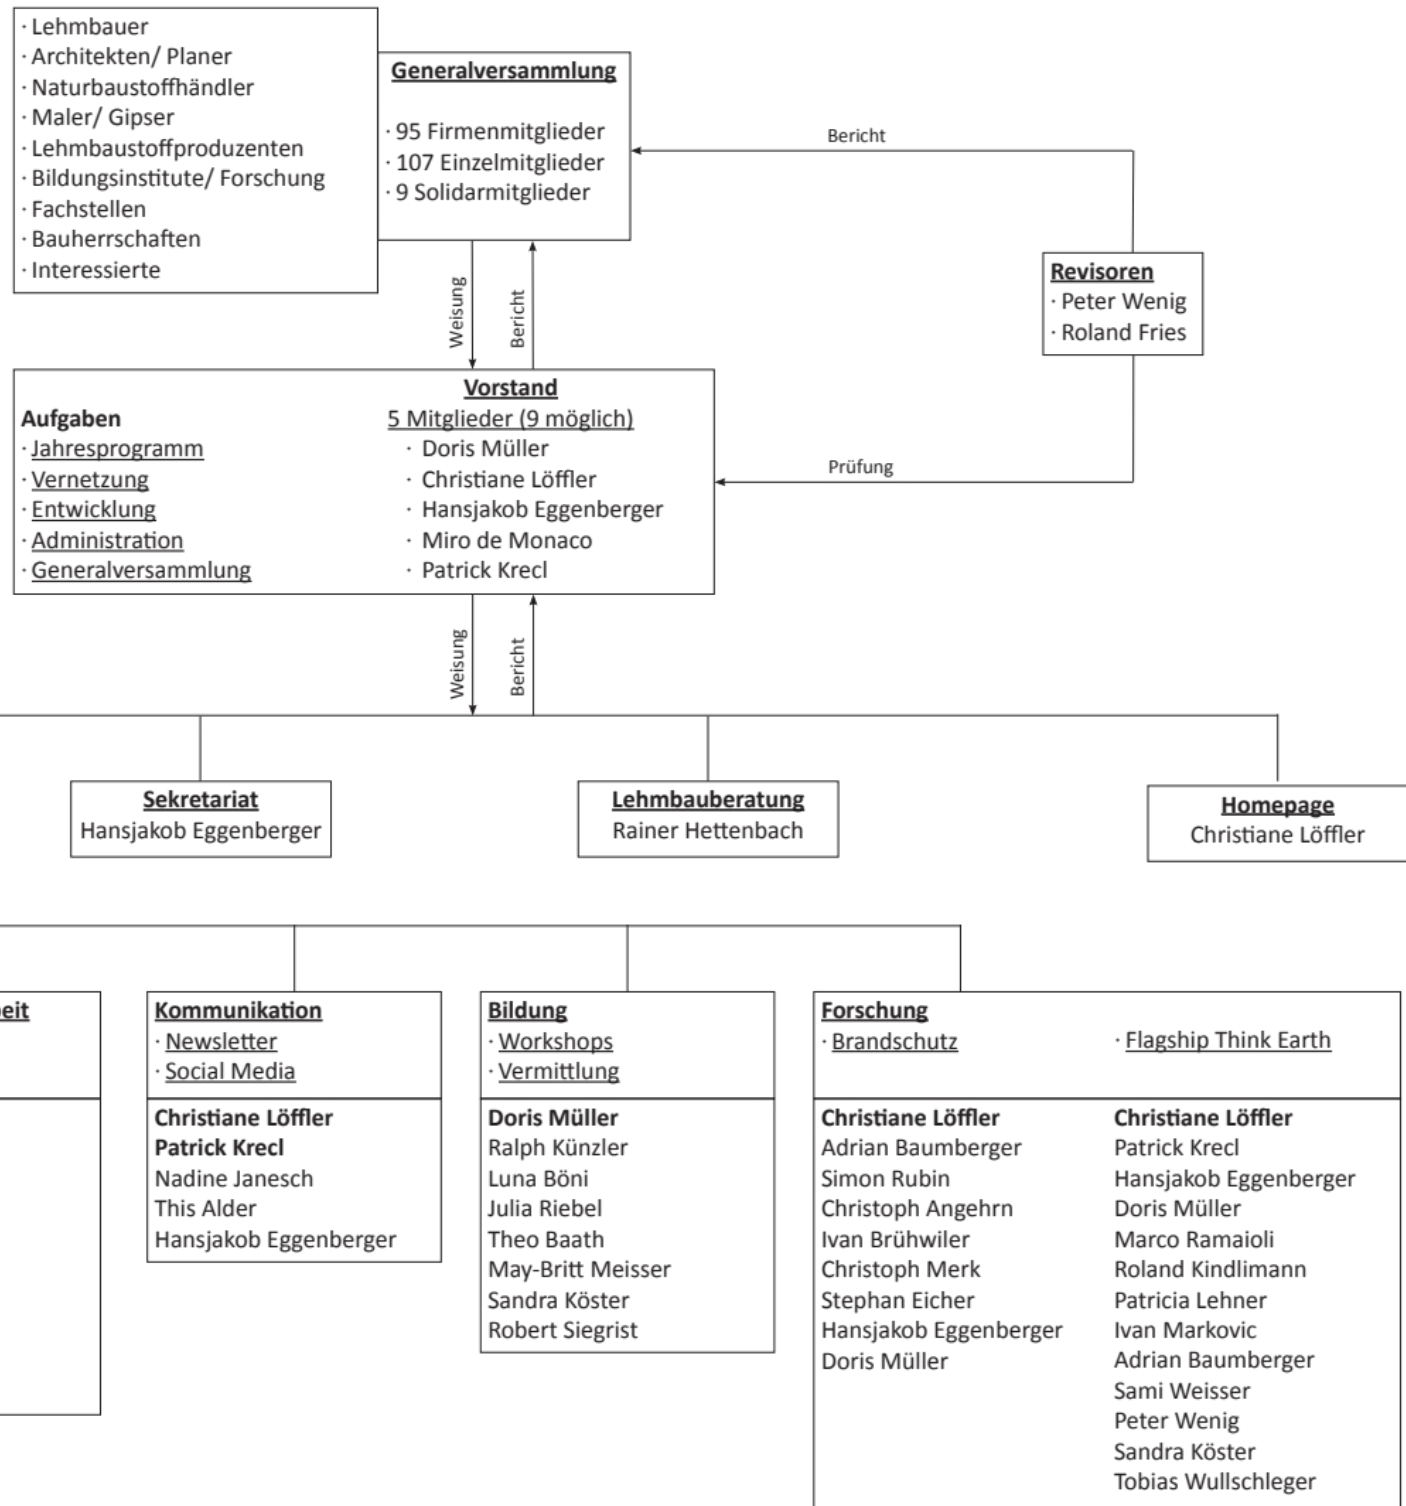 · Lehmbauer
· Architekten/ Planer
· Naturbaustoffhändler
· Maler/ Gipser
· Lehmbaustoffproduzenten
· Bildungsinstitute/ Forschung
· Fachstellen
· Bauherrschaften
· Interessierte
Generalversammlung
· 95 Firmenmitglieder
· 107 Einzelmitglieder
· 9 Solidarmitglieder
Bericht
Revisoren
· Peter Wenig
· Roland Fries
Weisung
Bericht
Prüfung
Aufgaben
· Jahresprogramm
· Vernetzung
· Entwicklung
· Administration
· Generalversammlung
Vorstand
5 Mitglieder (9 möglich)
· Doris Müller
· Christiane Löffler
· Hansjakob Eggenberger
· Miro de Monaco
· Patrick Krecl
Weisung
Bericht
Sekretariat
Hansjakob Eggenberger
Lehmbauberatung
Rainer Hettenbach
Homepage
Christiane Löffler
eit
Kommunikation
· Newsletter
· Social Media
Christiane Löffler
Patrick Krecl
Nadine Janesch
This Alder
Hansjakob Eggenberger
Bildung
· Workshops
· Vermittlung
Doris Müller
Ralph Künzler
Luna Böni
Julia Riebel
Theo Baath
May-Britt Meisser
Sandra Köster
Robert Siegrist
Forschung
· Brandschutz
Christiane Löffler
Adrian Baumberger
Simon Rubin
Christoph Angehrn
Ivan Brühwiler
Christoph Merk
Stephan Eicher
Hansjakob Eggenberger
Doris Müller
· Flagship Think Earth
Christiane Löffler
Patrick Krecl
Hansjakob Eggenberger
Doris Müller
Marco Ramaioli
Roland Kindlimann
Patricia Lehner
Ivan Markovic
Adrian Baumberger
Sami Weisser
Peter Wenig
Sandra Köster
Tobias Wullschleger